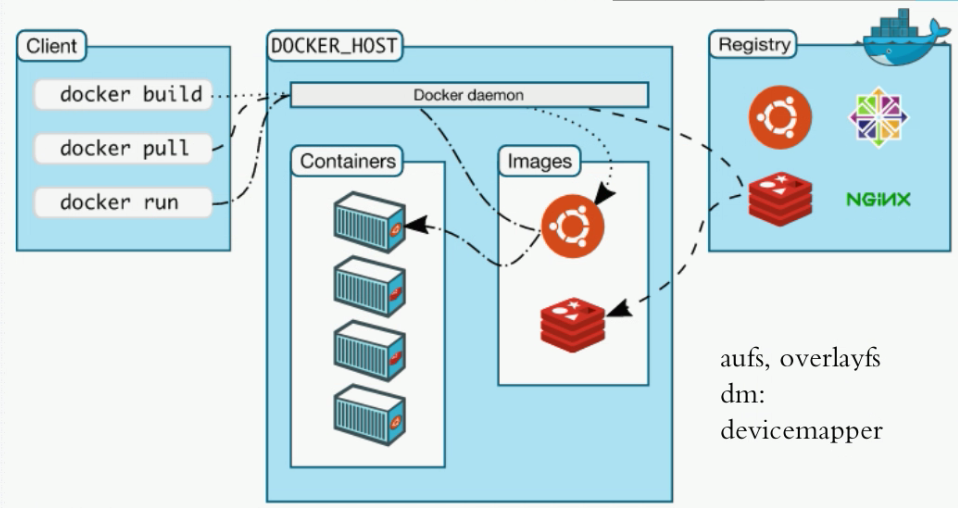 Client
docker build
docker pull
docker run
DOCKER_HOST
Docker daemon
Containers
Images
Registry
NGINX
aufs, overlayfs
dm:
devicemapper